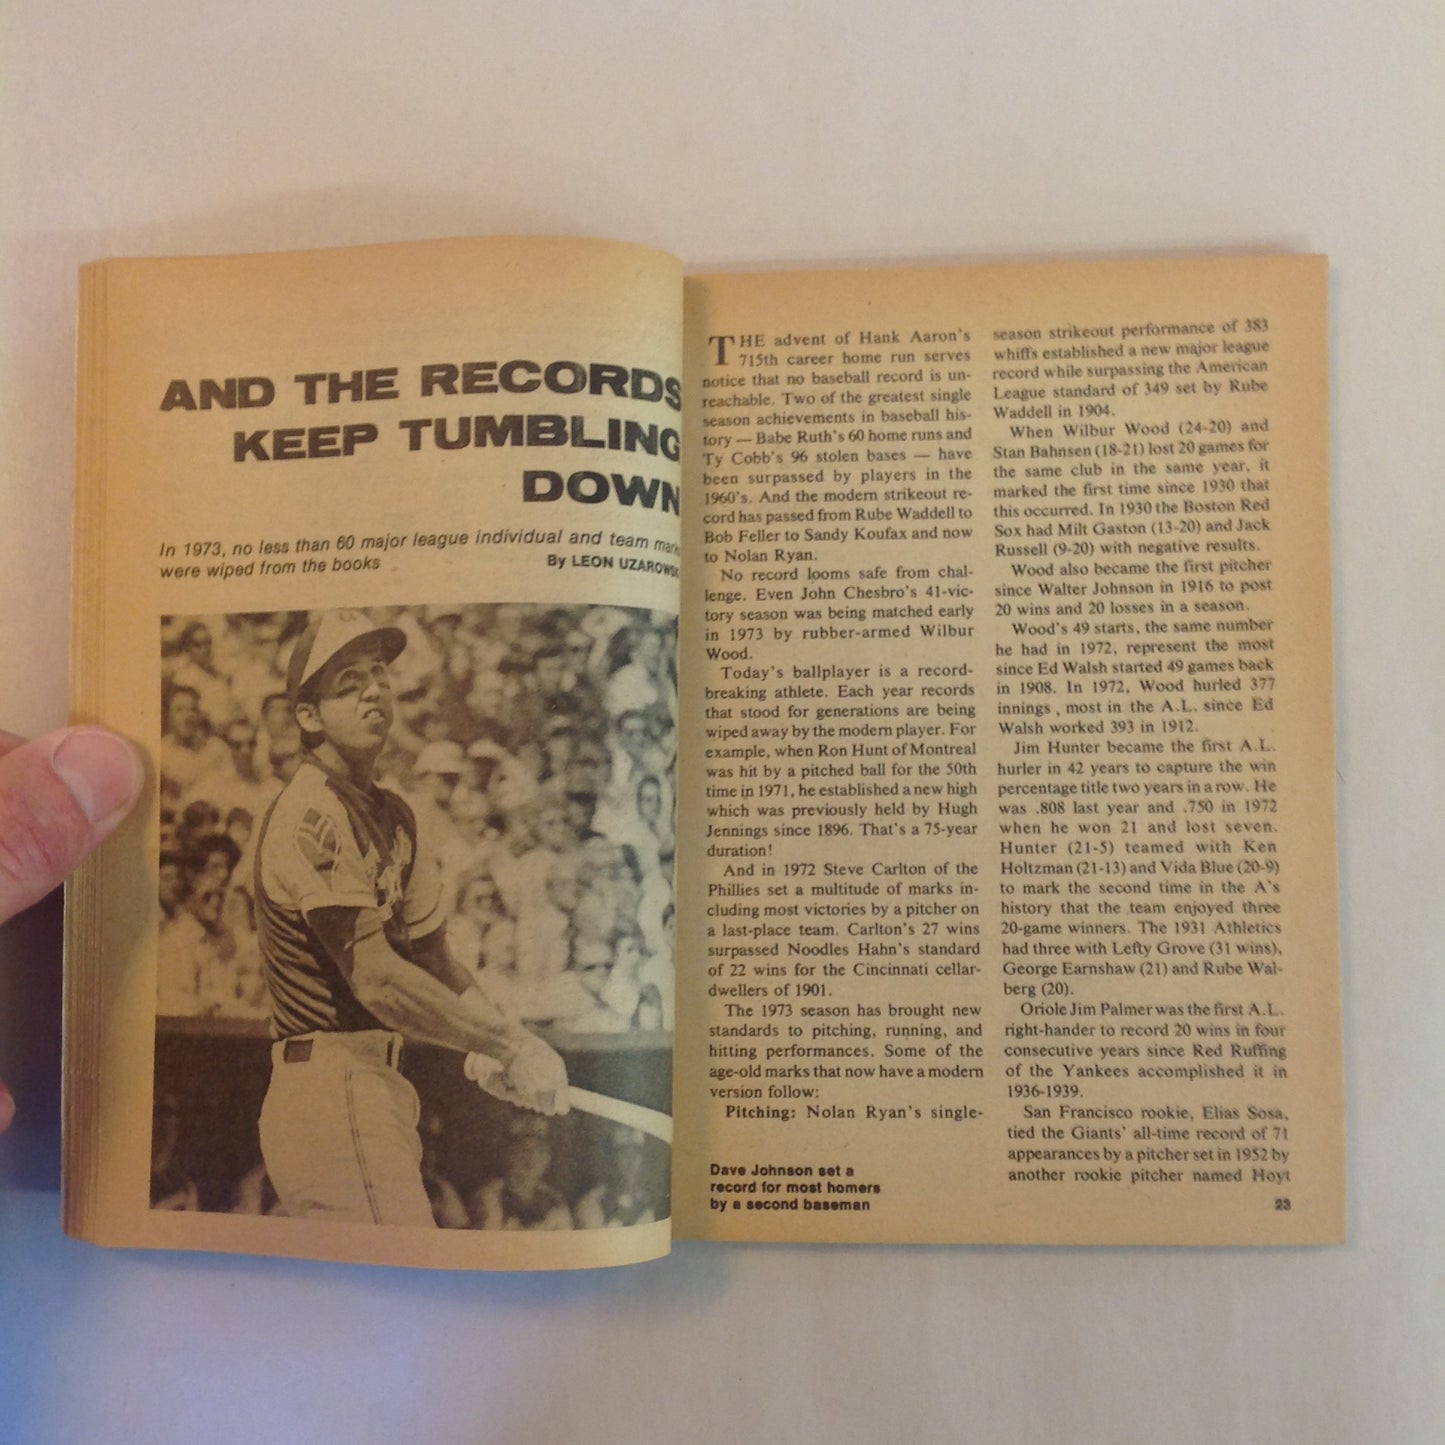 AND THE RECORDS
KEEP TUMBLING
DOWN
In 1973, no less than 60 major league individual and team
were wiped from the books
By LEON
THE advent of Hank Aaron's
715th career home run serves
notice that no baseball record is un-
reachable. Two of the greatest single
season achievements in baseball his-
tory — Babe Ruth's 60 home runs and
Ty Cobb's 96 stolen bases — have
been surpassed by players in the
1960's. And the modern strikeout re-
cord has passed from Rube Waddell to
Bob Feller to Sandy Koufax and now
to Nolan Ryan.
No record looms safe from chal-
lenge. Even John Chesbro's 41-vic-
tory season was being matched early
in 1973 by rubber-armed Wilbur
Wood.
Today's ballplayer is a record-
breaking athlete. Each year records
that stood for generations are being
wiped away by the modern player. For
example, when Ron Hunt of Montreal
was hit by a pitched ball for the 50th
time in 1971, he established a new high
which was previously held by Hugh
Jennings since 1896. That's a 75-year
duration!
And in 1972 Steve Carlton of the
Phillies set a multitude of marks in-
cluding most victories by a pitcher on
a last-place team. Carlton's 27 wins
surpassed Noodles Hahn's standard
of 22 wins for the Cincinnati cellar-
dwellers of 1901.
The 1973 season has brought new
standards to pitching, running, and
hitting performances. Some of the
age-old marks that now have a modern
version follow:
Pitching: Nolan Ryan's single-
Dave Johnson set a
record for most homers
by a second baseman
season strikeout performance of 383
whiffs established a new major league
record while surpassing the American
League standard of 349 set by Rube
Waddell in 1904.
When Wilbur Wood (24-20) and
Stan Bahnsen (18-21) lost 20 games for
the same club in the same year, it
marked the first time since 1930 that
this occurred. In 1930 the Boston Red
Sox had Milt Gaston (13-20) and Jack
Russell (9-20) with negative results.
Wood also became the first pitcher
since Walter Johnson in 1916 to post
20 wins and 20 losses in a season.
Wood's 49 starts, the same number
he had in 1972, represent the most
since Ed Walsh started 49 games back
in 1908. In 1972, Wood hurled 377
innings , most in the A.L. since Ed
Walsh worked 393 in 1912.
Jim Hunter became the first A.L.
hurler in 42 years to capture the win
percentage title two years in a row. He
was .808 last year and .750 in 1972
when he won 21 and lost seven.
Hunter (21-5) teamed with Ken
Holtzman (21-13) and Vida Blue (20-9)
to mark the second time in the A's
history that the team enjoyed three
20-game winners. The 1931 Athletics
had three with Lefty Grove (31 wins),
George Earnshaw (21) and Rube Wal-
berg (20).
Oriole Jim Palmer was the first A.L.
right-hander to record 20 wins in four
consecutive years since Red Ruffing
of the Yankees accomplished it in
1936-1939.
San Francisco rookie, Elias Sosa,
tied the Giants' all-time record of 71
appearances by a pitcher set in 1952 by
another rookie pitcher named Hoyt
23